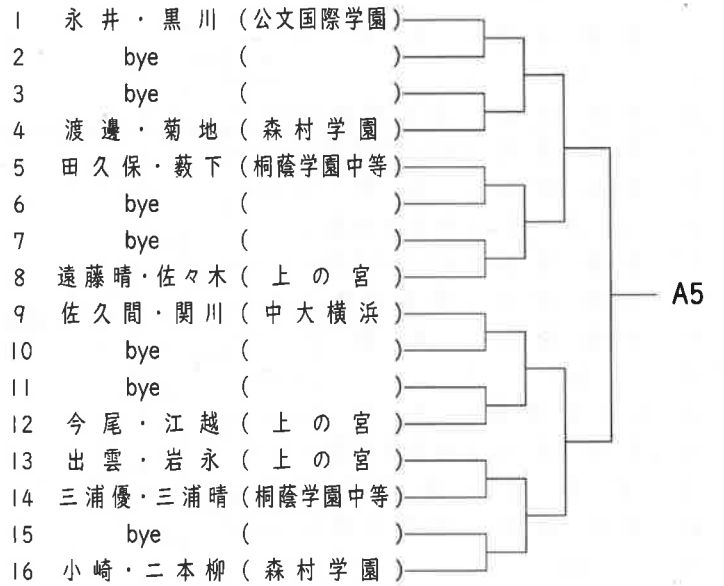 1 永井・黒川 (公文国際学園)
2 bye ( )
3 bye ( )
4 渡邊・菊地 (森村学園)
5 田久保・薮下 (桐蔭学園中等)
6 bye ( )
7 bye ( )
8 遠藤晴・佐々木 (上の宮)
9 佐久間・関川 (中大横浜)
10 bye ( )
11 bye ( )
12 今尾・江越 (上の宮)
13 出雲・岩永 (上の宮)
14 三浦優・三浦晴 (桐蔭学園中等)
15 bye ( )
16 小崎・二本柳 (森村学園)
A5